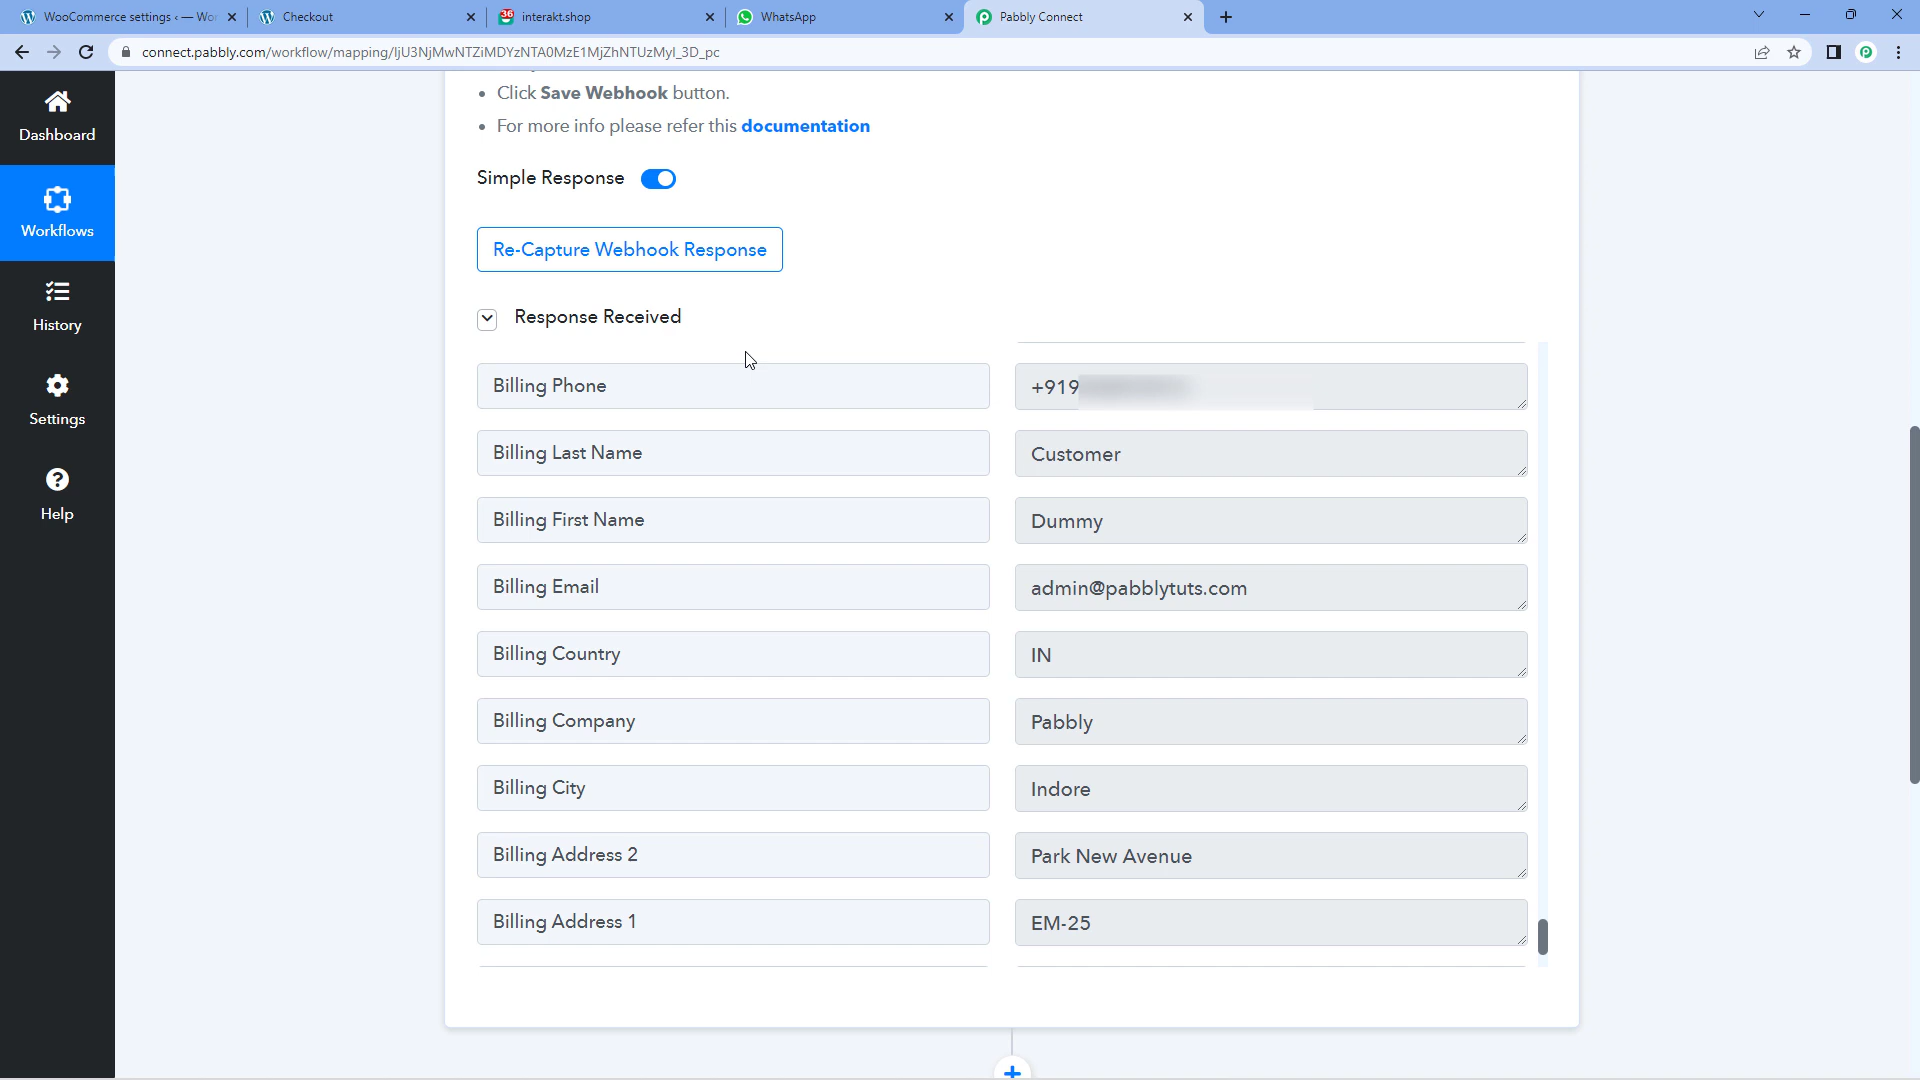 WooCommerce settings ‹ — Wor
Checkout
36
interakt.shop
WhatsApp
Pabbly Connect
connect.pabbly.com/workflow/mapping/IjU3NjMwNTZiMDYzNTA0MzE1MjZhNTUzMyI_3D_pc
Dashboard
Workflows
History
Settings
Help
• Click Save Webhook button.
• For more info please refer this documentation
Simple Response
Re-Capture Webhook Response
Response Received
Billing Phone
+919
Billing Last Name
Customer
Billing First Name
Dummy
Billing Email
admin@pabblytuts.com
Billing Country
IN
Billing Company
Pabbly
Billing City
Indore
Billing Address 2
Park New Avenue
Billing Address 1
EM-25